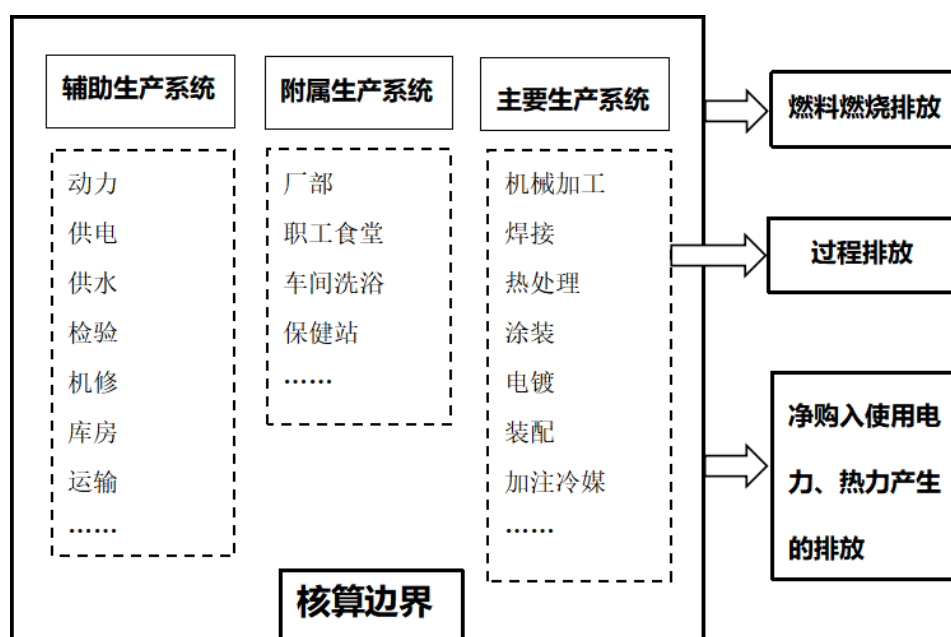 辅助生产系统
动力
供电
供水
检验
机修
库房
运输
……
附属生产系统
厂部
职工食堂
车间洗浴
保健站
……
主要生产系统
机械加工
焊接
热处理
涂装
电镀
装配
加注冷媒
……
核算边界
燃料燃烧排放
过程排放
净购入使用电
力、热力产生
的排放